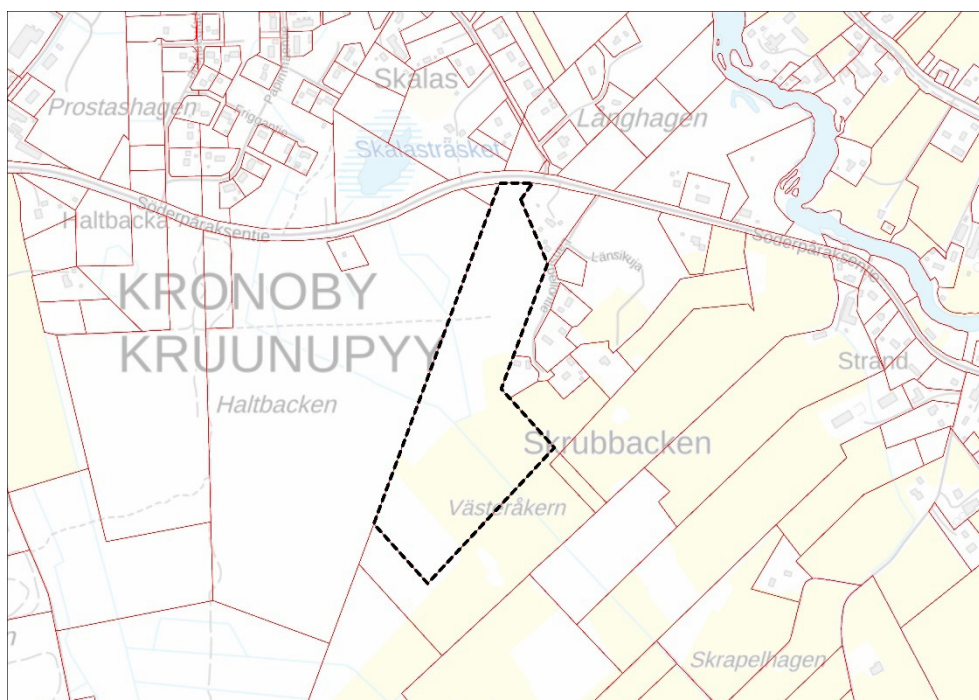 Skalas
Prostashagen
Långhagen
Skalasträsket
Haltbacka
Söderpåraksentie
Söderpåraksentie
Länsikuja
KRONOBY
KRUUNUPYY
Strand
Haltbacken
Skrubbacken
Västeråkern
Skrapelhagen